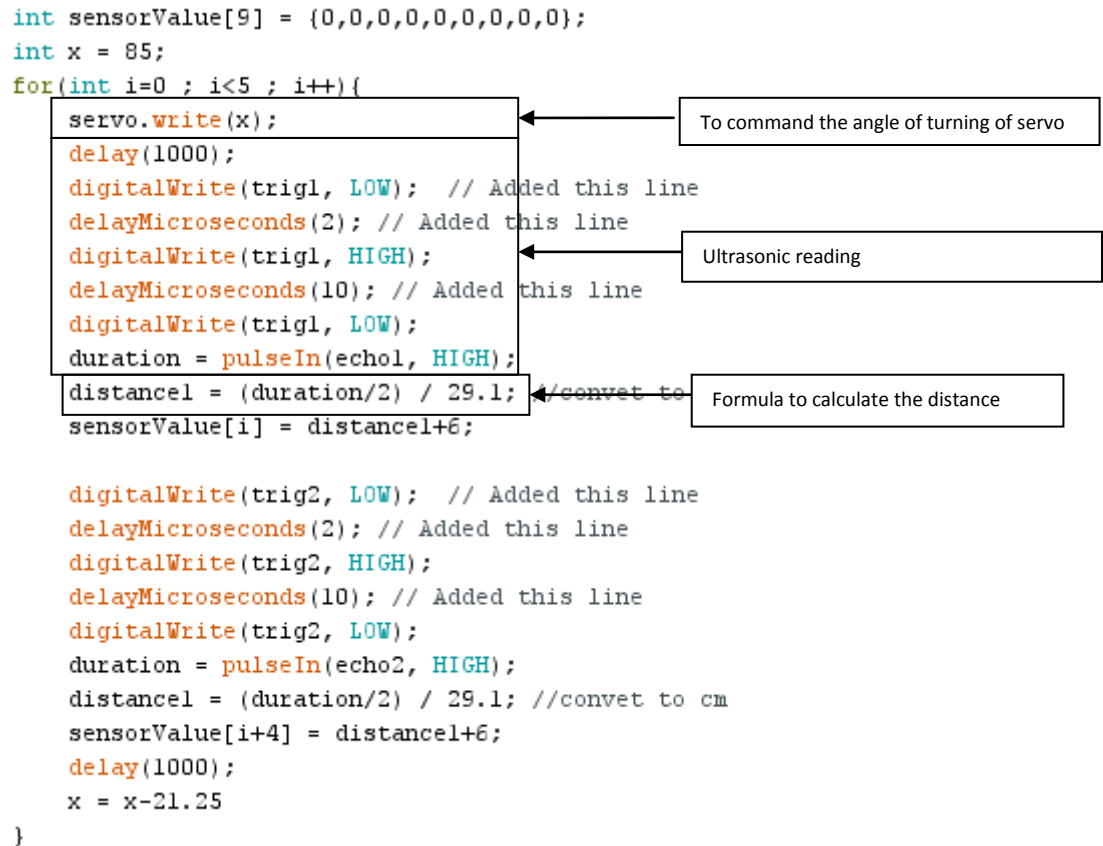 int sensorValue[9] = {0,0,0,0,0,0,0,0,0};
int x = 85;
for(int i=0 ; i<5 ; i++){
servo.write(x);
To command the angle of turning of servo
delay(1000);
digitalWrite(trig1, LOW);  // Added this line
delayMicroseconds(2); // Added this line
digitalWrite(trig1, HIGH);
Ultrasonic reading
delayMicroseconds(10); // Added this line
digitalWrite(trig1, LOW);
duration = pulseIn(echo1, HIGH);
distance1 = (duration/2) / 29.1; //convet to
Formula to calculate the distance
sensorValue[i] = distance1+6;
digitalWrite(trig2, LOW);  // Added this line
delayMicroseconds(2); // Added this line
digitalWrite(trig2, HIGH);
delayMicroseconds(10); // Added this line
digitalWrite(trig2, LOW);
duration = pulseIn(echo2, HIGH);
distance1 = (duration/2) / 29.1; //convet to cm
sensorValue[i+4] = distance1+6;
delay(1000);
x = x-21.25
}